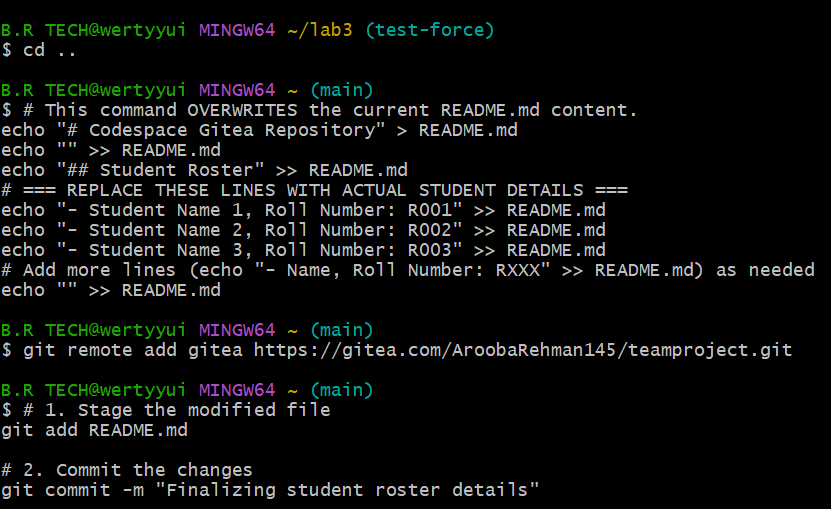 B.R TECH@wertyyui MINGW64 ~/lab3 (test-force)
$ cd ..
B.R TECH@wertyyui MINGW64 ~ (main)
$ # This command OVERWRITES the current README.md content.
echo "# Codespace Gitea Repository" > README.md
echo "" >> README.md
echo "## Student Roster" >> README.md
# === REPLACE THESE LINES WITH ACTUAL STUDENT DETAILS ===
echo "- Student Name 1, Roll Number: R001" >> README.md
echo "- Student Name 2, Roll Number: R002" >> README.md
echo "- Student Name 3, Roll Number: R003" >> README.md
# Add more lines (echo "- Name, Roll Number: RXXX" >> README.md) as needed
echo "" >> README.md
B.R TECH@wertyyui MINGW64 ~ (main)
$ git remote add gitea https://gitea.com/AroobaRehman145/teamproject.git
B.R TECH@wertyyui MINGW64 ~ (main)
$ # 1. Stage the modified file
git add README.md
# 2. Commit the changes
git commit -m "Finalizing student roster details"